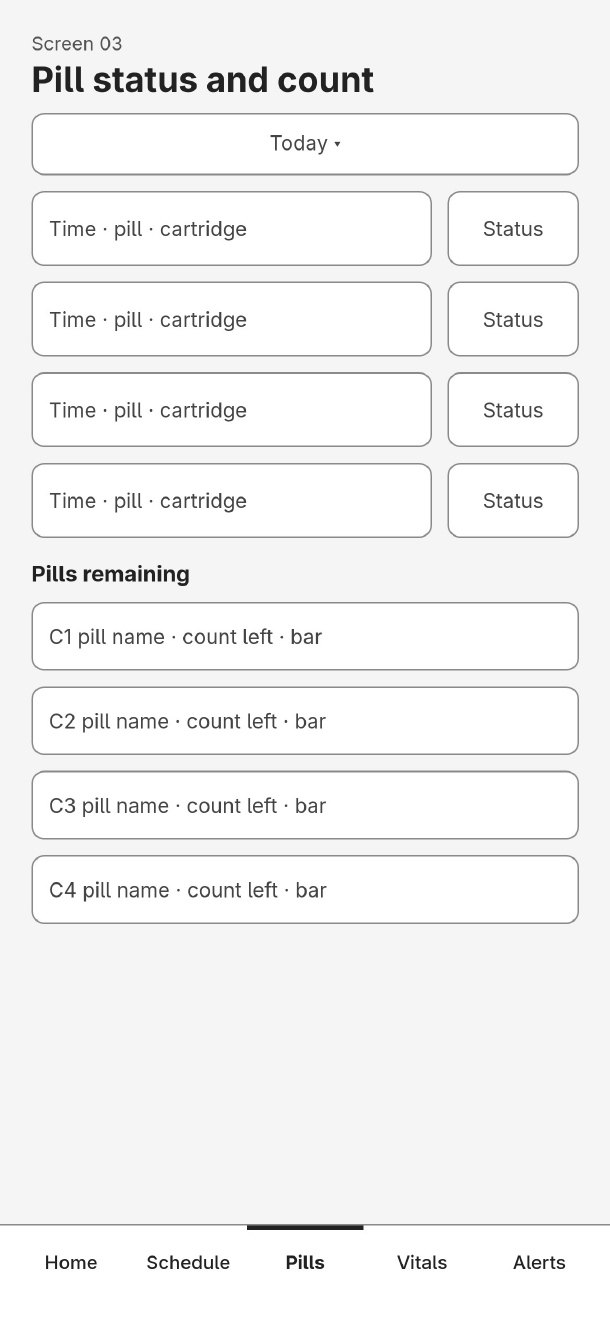 Screen 03
Pill status and count
Today ▾
Time · pill · cartridge
Status
Time · pill · cartridge
Status
Time · pill · cartridge
Status
Time · pill · cartridge
Status
Pills remaining
C1 pill name · count left · bar
C2 pill name · count left · bar
C3 pill name · count left · bar
C4 pill name · count left · bar
Home Schedule Pills Vitals Alerts